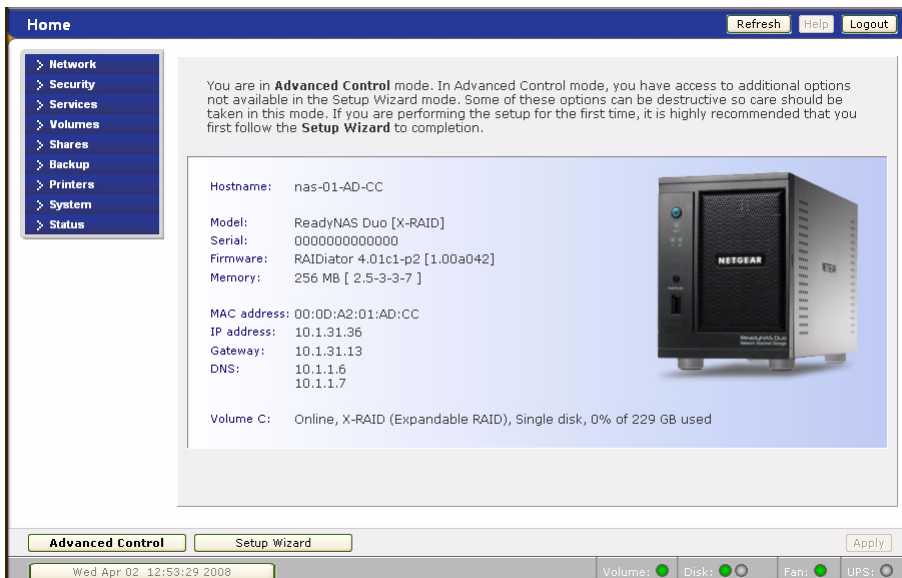 Home
Refresh
Help
Logout
> Network
> Security
> Services
> Volumes
> Shares
> Backup
> Printers
> System
> Status
You are in Advanced Control mode. In Advanced Control mode, you have access to additional options
not available in the Setup Wizard mode. Some of these options can be destructive so care should be
taken in this mode. If you are performing the setup for the first time, it is highly recommended that you
first follow the Setup Wizard to completion.
Hostname: nas-01-AD-CC
Model: ReadyNAS Duo [X-RAID]
Serial: 0000000000000
Firmware: RAIDiator 4.01c1-p2 [1.00a042]
Memory: 256 MB [ 2.5-3-3-7 ]
MAC address: 00:0D:A2:01:AD:CC
IP address: 10.1.31.36
Gateway: 10.1.31.13
DNS: 10.1.1.6
10.1.1.7
Volume C: Online, X-RAID (Expandable RAID), Single disk, 0% of 229 GB used
NETGEAR
ReadyNAS Duo
Advanced Control
Setup Wizard
Apply
Wed Apr 02 12:53:29 2008
Volume:
Disk:
Fan:
UPS: